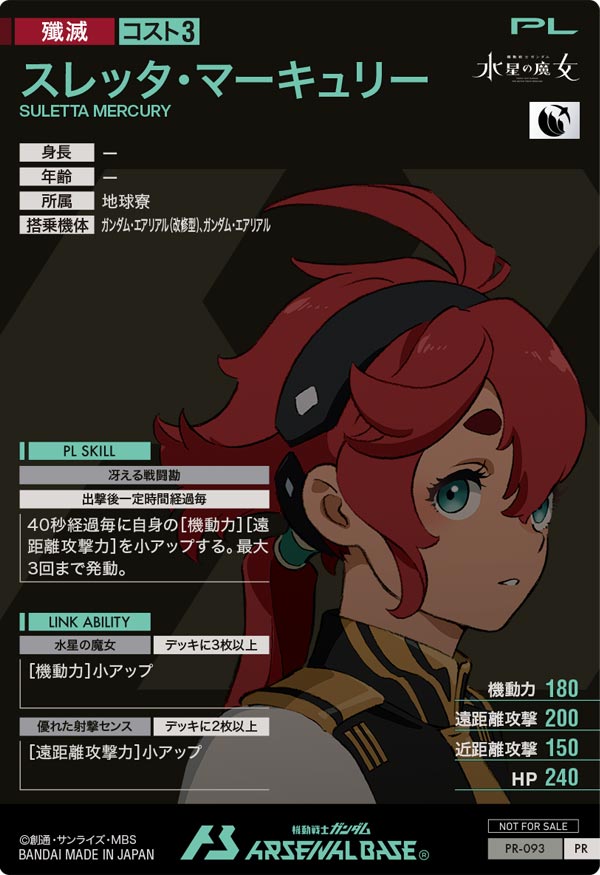 殲滅 コスト3 PL
スレッタ・マーキュリー
SULETTA MERCURY
機動戦士ガンダム
水星の魔女
身長 ー
年齢 ー
所属 地球寮
搭乗機体 ガンダム・エアリアル(改修型)、ガンダム・エアリアル
PL SKILL
冴える戦闘勘
出撃後一定時間経過毎
40秒経過毎に自身の[機動力][遠
距離攻撃力]を小アップする。最大
3回まで発動。
LINK ABILITY
水星の魔女 デッキに3枚以上
[機動力]小アップ
優れた射撃センス デッキに2枚以上
[遠距離攻撃力]小アップ
機動力 180
遠距離攻撃 200
近距離攻撃 150
HP 240
©創通・サンライズ・MBS
BANDAI MADE IN JAPAN
機動戦士ガンダム
ARSENAL BASE®
NOT FOR SALE
PR-093 PR